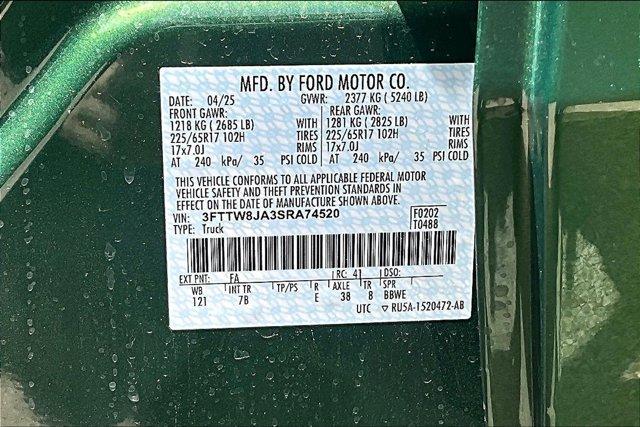 MFD. BY FORD MOTOR CO.
DATE: 04/25 GVWR: 2377 KG ( 5240 LB)
FRONT GAWR: REAR GAWR:
1218 KG ( 2685 LB) WITH 1281 KG ( 2825 LB) WITH
225/65R17 102H TIRES 225/65R17 102H TIRES
17x7.0J RIMS 17x7.0J RIMS
AT 240 kPa/ 35 PSI COLD AT 240 kPa/ 35 PSI COLD
THIS VEHICLE CONFORMS TO ALL APPLICABLE FEDERAL MOTOR
VEHICLE SAFETY AND THEFT PREVENTION STANDARDS IN
EFFECT ON THE DATE OF MANUFACTURE SHOWN ABOVE.
VIN: 3FTTW8JA3SRA74520 F0202
TYPE: Truck T0488
EXT PNT: FA RC: 41 DSO:
WB INT TR TP/PS R AXLE TR SPR
121 7B E 38 8 BBWE
UTC ▽ RU5A-1520472-AB